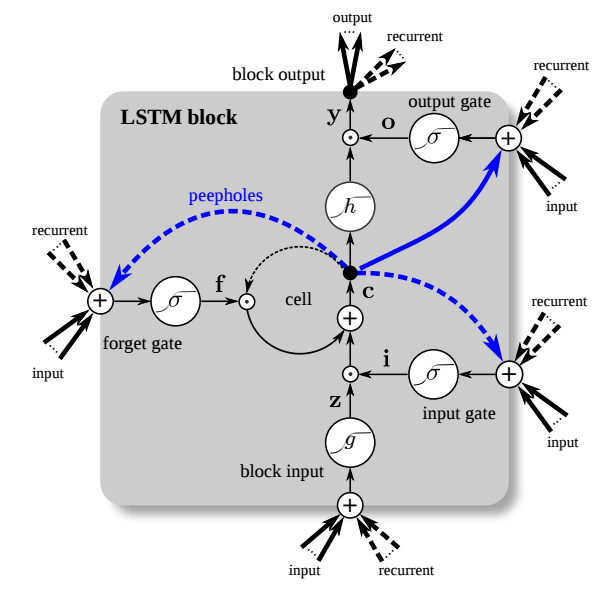 output
recurrent
block output
recurrent
LSTM block
y
output gate
o
σ
+
h
input
peepholes
recurrent
f
σ
+
cell
c
+
recurrent
forget gate
input
i
σ
+
z
input gate
g
input
block input
+
input
recurrent